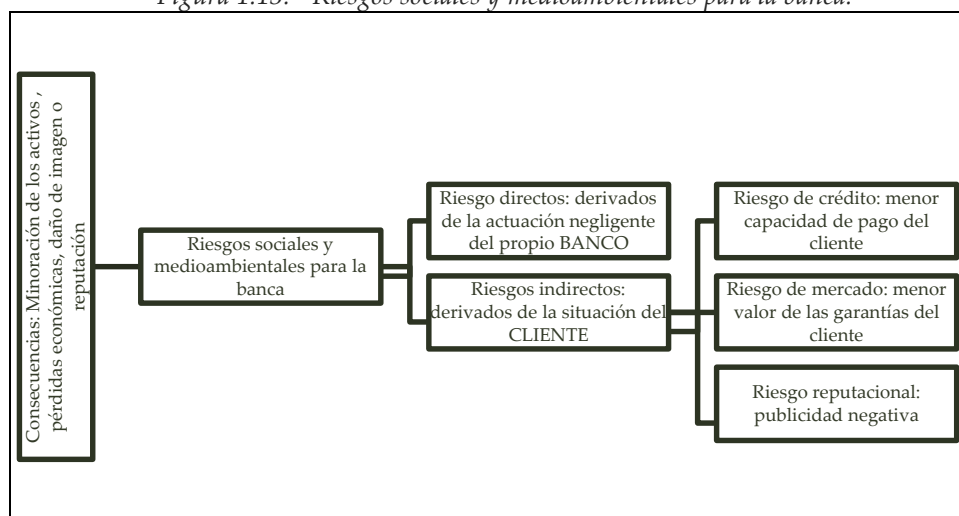 Figura 1.13. Riesgos sociales y medioambientales para la banca.
Consecuencias: Minoración de los activos ,
pérdidas económicas, daño de imagen o
reputación
Riesgos sociales y
medioambientales para la
banca
Riesgo directos: derivados
de la actuación negligente
del propio BANCO
Riesgos indirectos:
derivados de la situación del
CLIENTE
Riesgo de crédito: menor
capacidad de pago del
cliente
Riesgo de mercado: menor
valor de las garantías del
cliente
Riesgo reputacional:
publicidad negativa